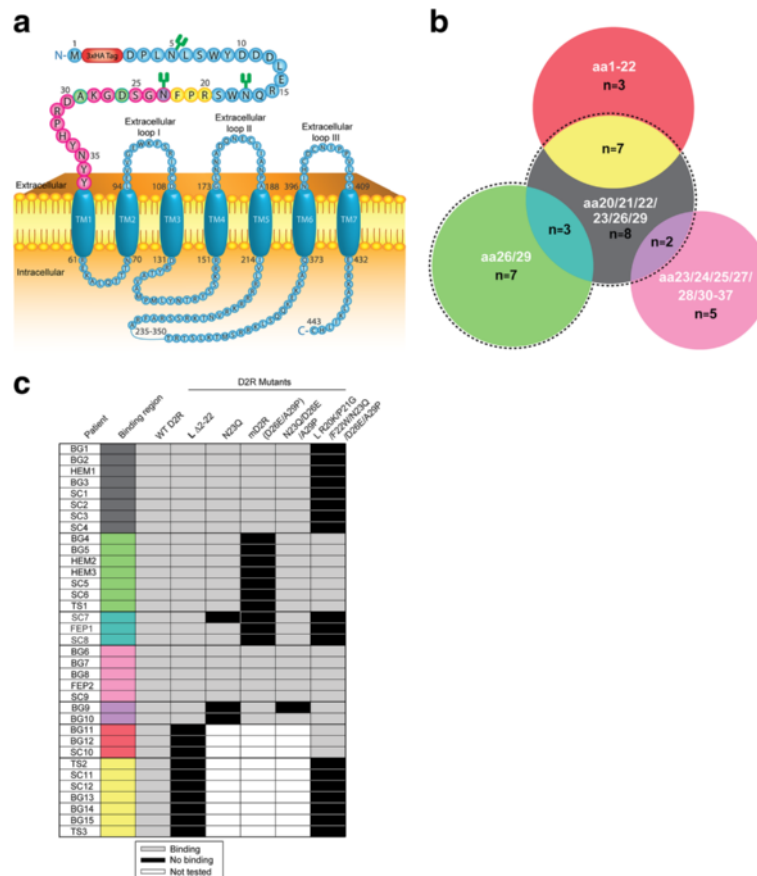 a
b
N- M 3xHA Tag D P L N L S W Y D D D L E R Q N W S R P F N G S D G K A D R P H Y N Y Y
1
5
10
15
20
25
30
35
Extracellular loop I
Extracellular loop II
Extracellular loop III
Extracellular
94
108
173
188
396
409
TM1
TM2
TM3
TM4
TM5
TM6
TM7
Intracellular
61
70
131
151
214
373
432
235-350
443
C-
aa1-22
n=3
n=7
aa20/21/22/
23/26/29
n=8
n=3
aa26/29
n=7
n=2
aa23/24/25/27/
28/30-37
n=5
c
D2R Mutants
Patient
Binding region
WT D2R
L Δ2-22
N23Q
mD2R
(D26E/A29P)
N23Q/D26E
/A29P
L R20K/P21G
/F22W/N23Q
/D26E/A29P
BG1
BG2
HEM1
BG3
SC1
SC2
SC3
SC4
BG4
BG5
HEM2
HEM3
SC5
SC6
TS1
SC7
FEP1
SC8
BG6
BG7
BG8
FEP2
SC9
BG9
BG10
BG11
BG12
SC10
TS2
SC11
SC12
BG13
BG14
BG15
TS3
Binding
No binding
Not tested